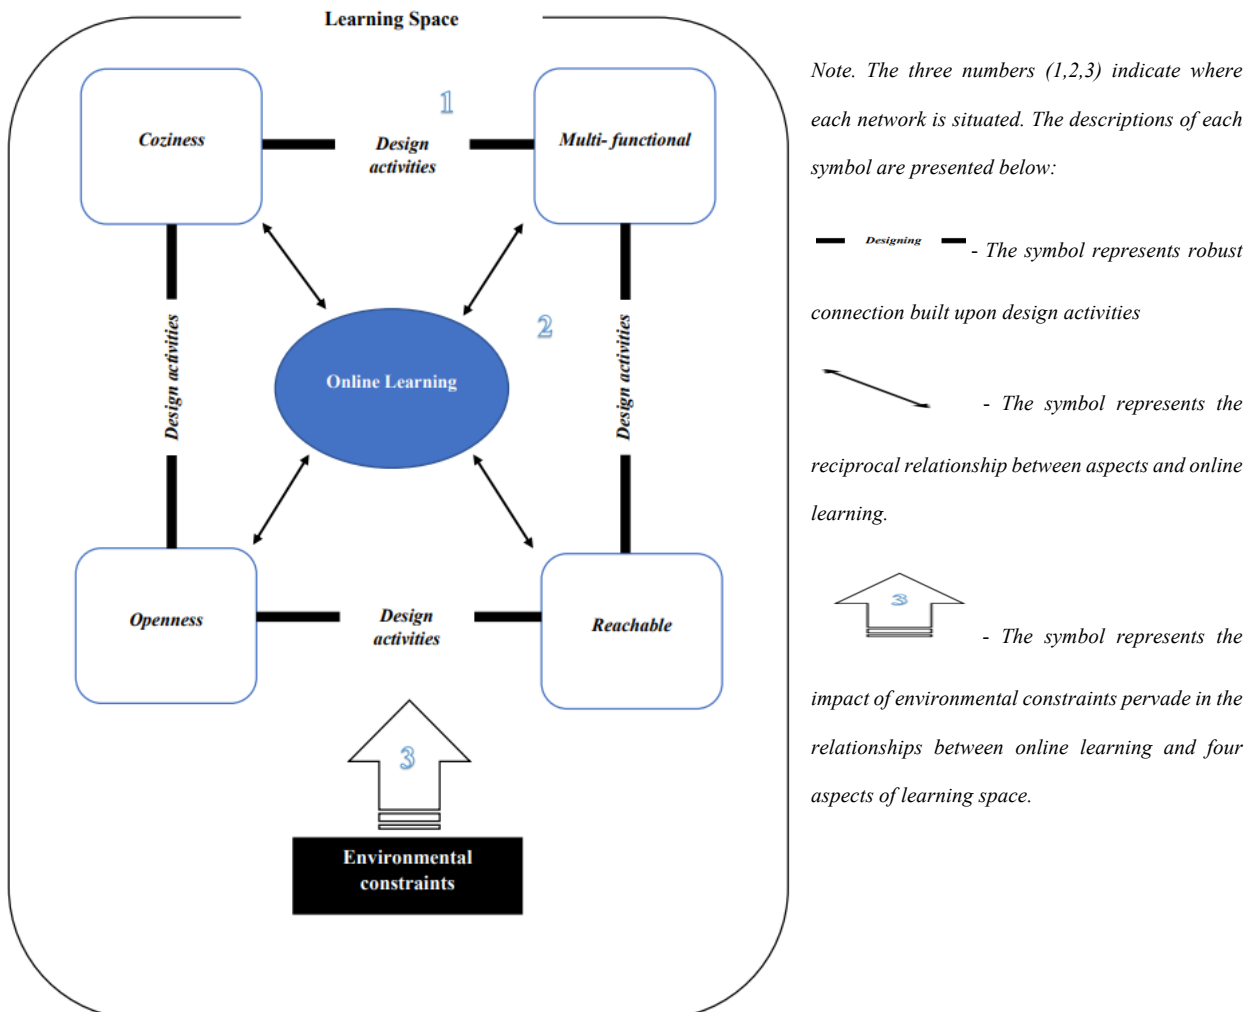 Learning Space
1
Coziness
Design
activities
Multi- functional
Design activities
2
Online Learning
Design activities
Openness
Design
activities
Reachable
3
Environmental
constraints
Note. The three numbers (1,2,3) indicate where
each network is situated. The descriptions of each
symbol are presented below:
Designing - The symbol represents robust
connection built upon design activities
- The symbol represents the
reciprocal relationship between aspects and online
learning.
3
- The symbol represents the
impact of environmental constraints pervade in the
relationships between online learning and four
aspects of learning space.